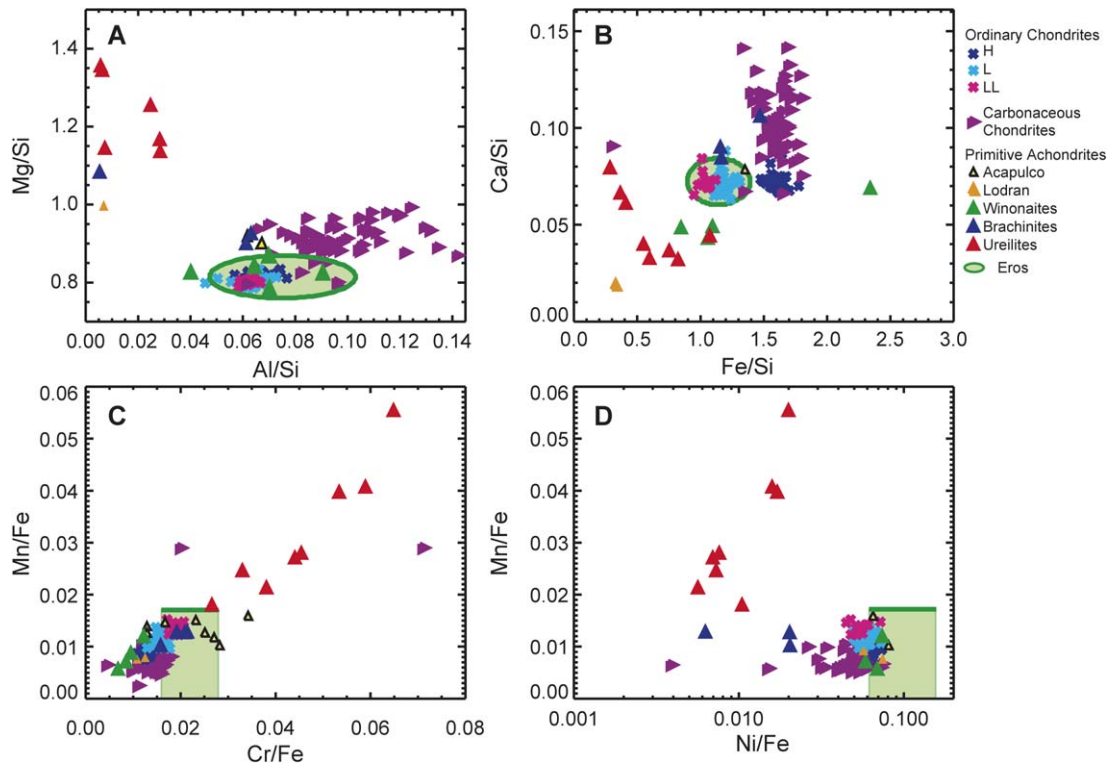 A
1.4
1.2
1.0
0.8
Mg/Si
0.00 0.02 0.04 0.06 0.08 0.10 0.12 0.14
Al/Si
B
0.15
0.10
0.05
0.00
Ca/Si
0.0 0.5 1.0 1.5 2.0 2.5 3.0
Fe/Si
Ordinary Chondrites
H
L
LL
Carbonaceous
Chondrites
Primitive Achondrites
Acapulco
Lodran
Winonaites
Brachinites
Ureilites
Eros
C
0.06
0.05
0.04
0.03
0.02
0.01
0.00
Mn/Fe
0.00 0.02 0.04 0.06 0.08
Cr/Fe
D
0.06
0.05
0.04
0.03
0.02
0.01
0.00
Mn/Fe
0.001 0.010 0.100
Ni/Fe